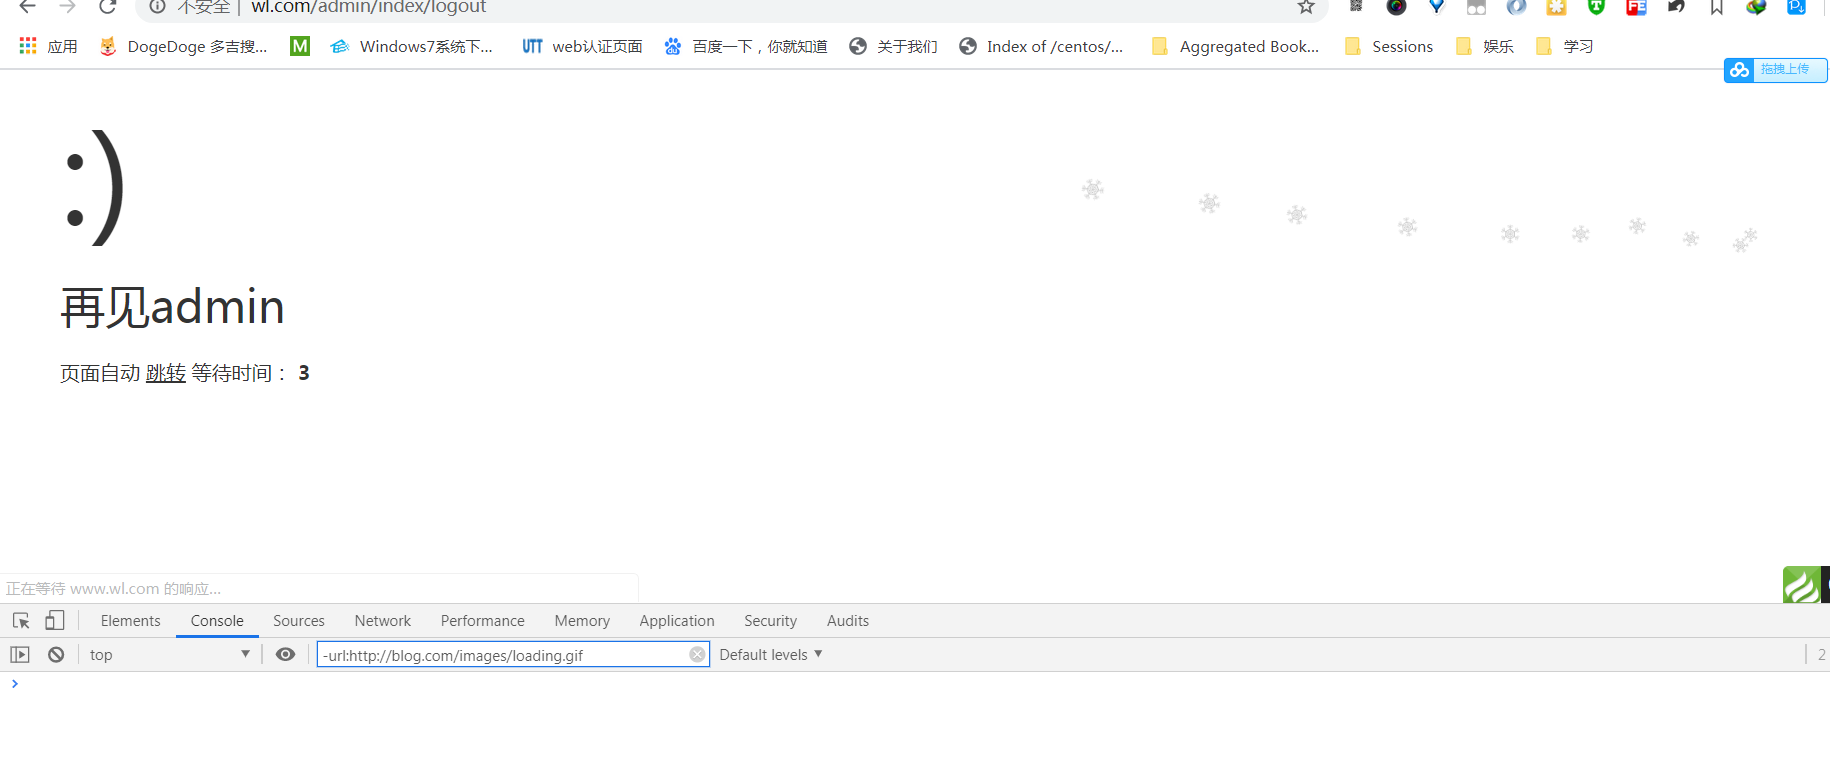 不安全 | wl.com/admin/index/logout
应用 DogeDoge 多吉搜... M Windows7系统下... UTT web认证页面 du 百度一下，你就知道 关于我们 Index of /centos/... Aggregated Book... Sessions 娱乐 学习
拖拽上传
:)
再见admin
页面自动 跳转 等待时间： 3
正在等待 www.wl.com 的响应...
Elements Console Sources Network Performance Memory Application Security Audits
top -url:http://blog.com/images/loading.gif Default levels 2